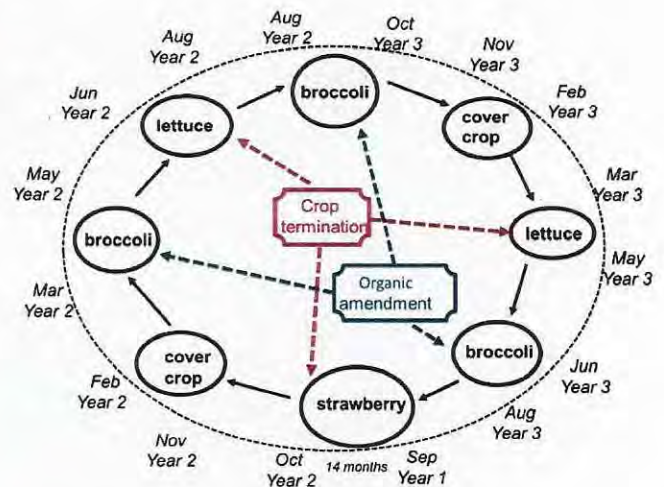 Aug
Year 2
Oct
Year 3
Aug
Year 2
Nov
Year 3
Jun
Year 2
broccoli
Feb
Year 3
lettuce
cover
crop
May
Year 2
Mar
Year 3
Crop
termination
lettuce
broccoli
May
Year 3
Organic
amendment
Mar
Year 2
broccoli
Jun
Year 3
cover
crop
Feb
Year 2
strawberry
Aug
Year 3
Nov
Year 2
Oct
Year 2
14 months
Sep
Year 1